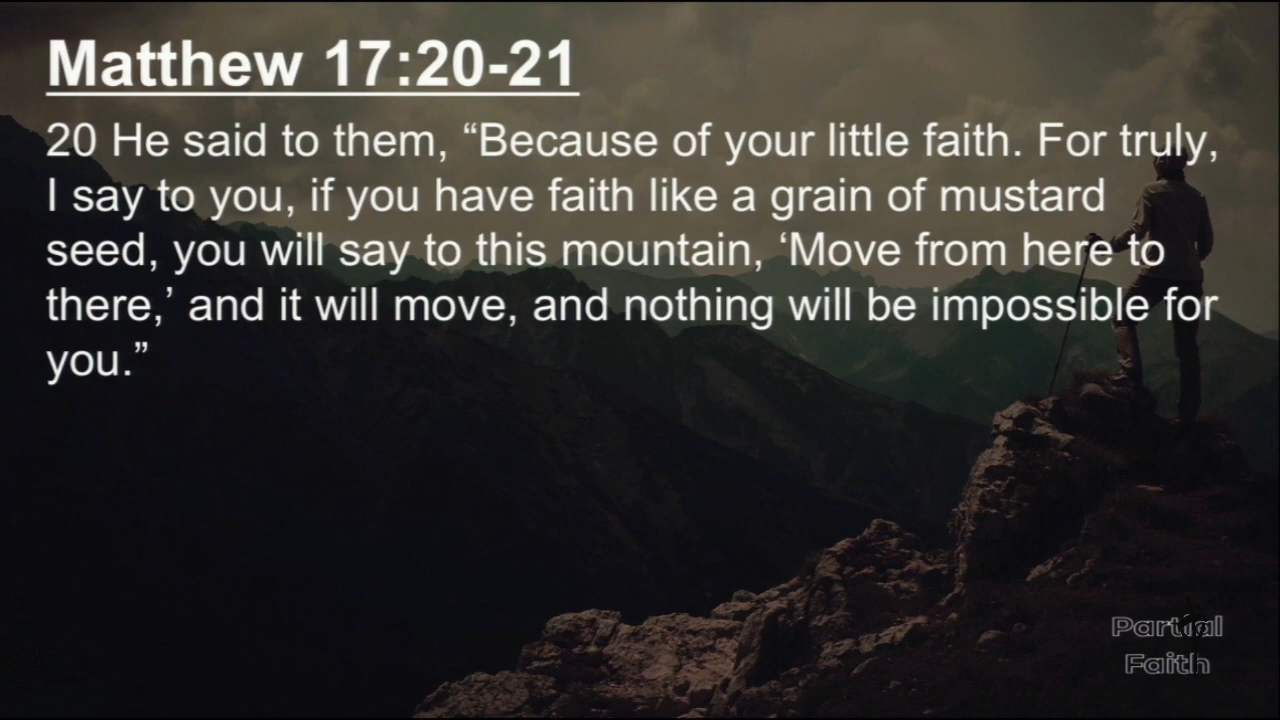 Matthew 17:20-21
20 He said to them, “Because of your little faith. For truly,
I say to you, if you have faith like a grain of mustard
seed, you will say to this mountain, ‘Move from here to
there,’ and it will move, and nothing will be impossible for
you.”
Partial
Faith